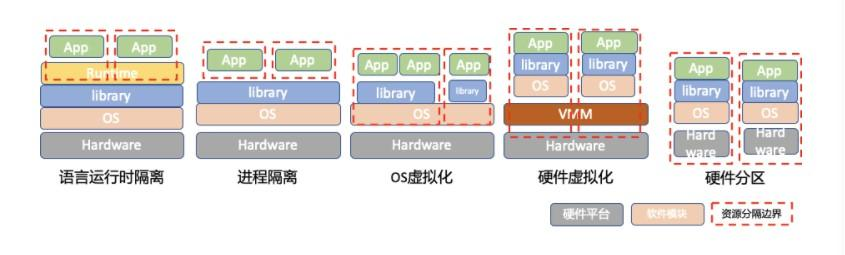 App App
Runtime
library
OS
Hardware
语言运行时隔离
App App
library
OS
Hardware
进程隔离
App App App
library library
OS
Hardware
OS虚拟化
App App
library library
OS OS
VMM
Hardware
硬件虚拟化
App App
library library
OS OS
Hard Hard
ware ware
硬件分区
硬件平台 软件模块 资源分隔边界